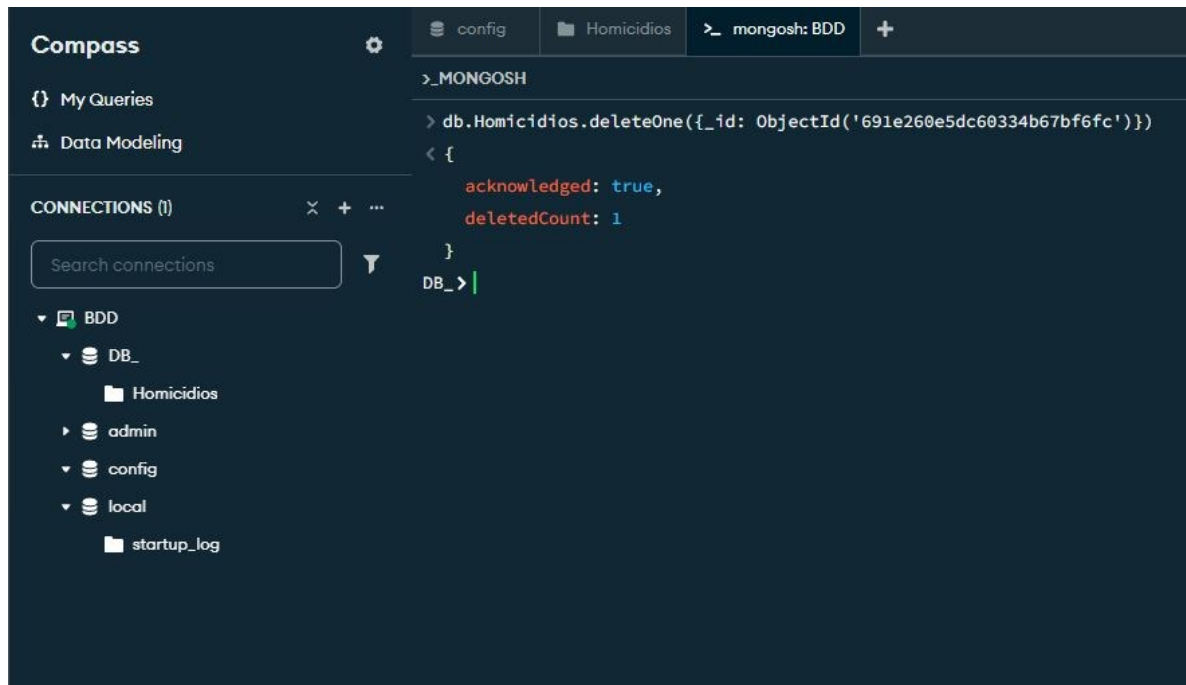 Compass
{} My Queries
Data Modeling
CONNECTIONS (1)
Search connections
BDD
DB_
Homicidios
admin
config
local
startup_log
config
Homicidios
>_ mongosh: BDD
+
>_MONGOSH
> db.Homicidios.deleteOne({_id: ObjectId('691e260e5dc60334b67bf6fc')})
< {
acknowledged: true,
deletedCount: 1
}
DB_>